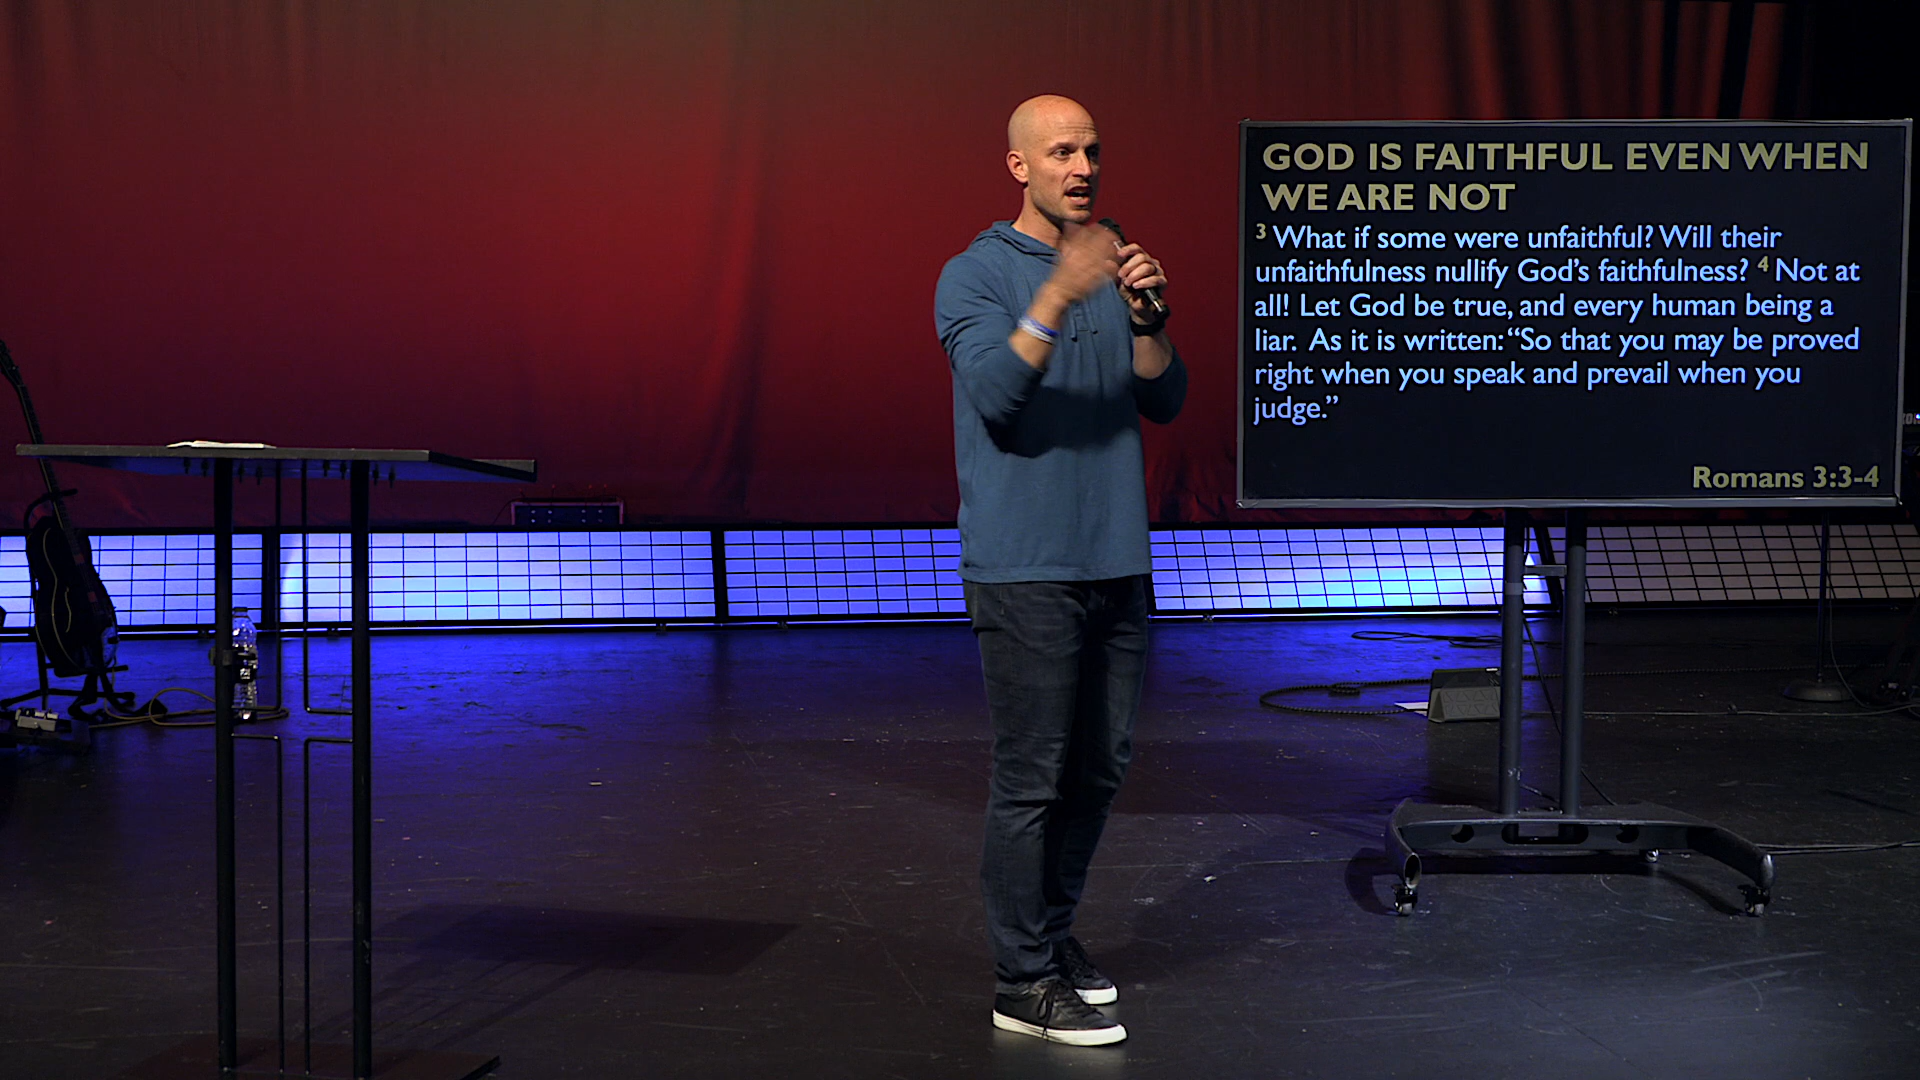 GOD IS FAITHFUL EVEN WHEN
WE ARE NOT
3 What if some were unfaithful? Will their
unfaithfulness nullify God’s faithfulness? 4 Not at
all! Let God be true, and every human being a
liar. As it is written: “So that you may be proved
right when you speak and prevail when you
judge.”
Romans 3:3-4